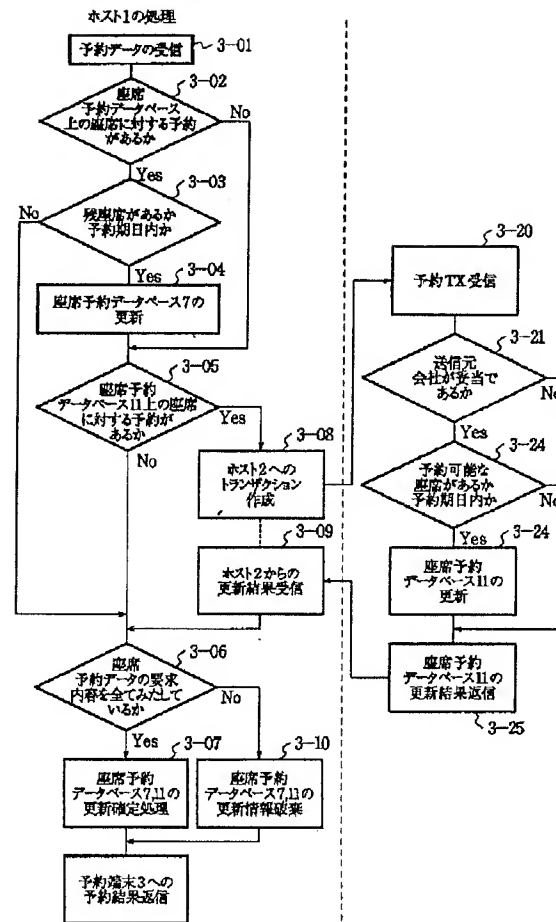 ホスト1の処理
予約データの受信
3-01
3-02
座席
予約データベース
上の座席に対する予約
があるか
No
Yes
3-03
No
残座席があるか
予約期日内か
Yes
3-04
座席予約データベース7の
更新
3-05
座席予約
データベース11上の座席
に対する予約が
あるか
Yes
No
3-08
ホスト2への
トランザクション
作成
3-09
ホスト2からの
更新結果受信
3-06
座席
予約データの要求
内容を全てみたして
いるか
No
Yes
3-07
座席予約
データベース7,11の
更新確定処理
3-10
座席予約
データベース7,11の
更新情報破棄
予約端末3への
予約結果返信
3-20
予約TX受信
3-21
送信元
会社が妥当で
あるか
No
Yes
3-24
予約可能な
座席があるか
予約期日内か
No
Yes
3-24
座席予約
データベース11の
更新
座席予約
データベース11の
更新結果返信
3-25